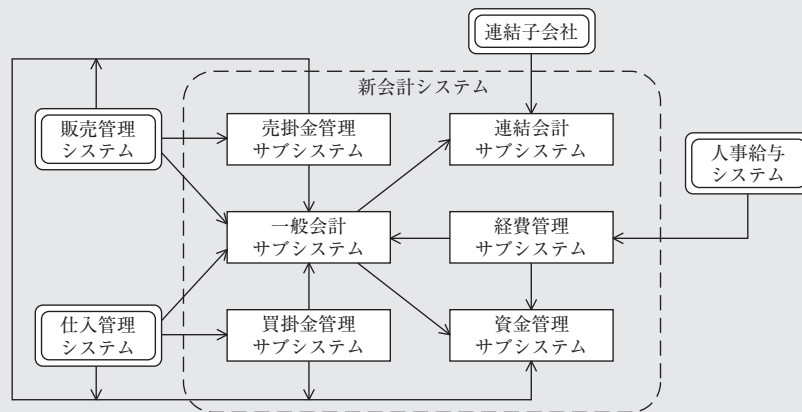 連結子会社
新会計システム
販売管理
システム
売掛金管理
サブシステム
連結会計
サブシステム
人事給与
システム
一般会計
サブシステム
経費管理
サブシステム
仕入管理
システム
買掛金管理
サブシステム
資金管理
サブシステム